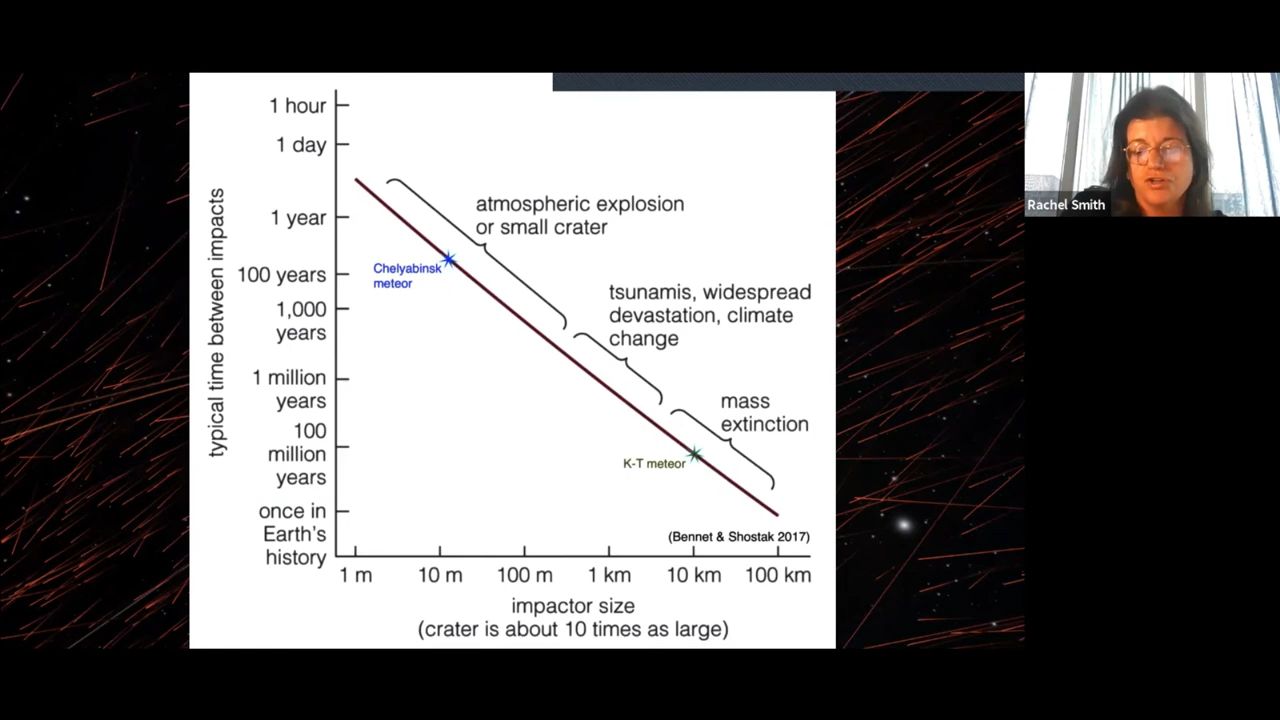 1 hour
1 day
1 year
100 years
1,000
years
1 million
years
100
million
years
once in
Earth's
history
typical time between impacts
atmospheric explosion
or small crater
Chelyabinsk
meteor
tsunamis, widespread
devastation, climate
change
mass
extinction
K-T meteor
(Bennet & Shostak 2017)
1 m
10 m
100 m
1 km
10 km
100 km
impactor size
(crater is about 10 times as large)
Rachel Smith